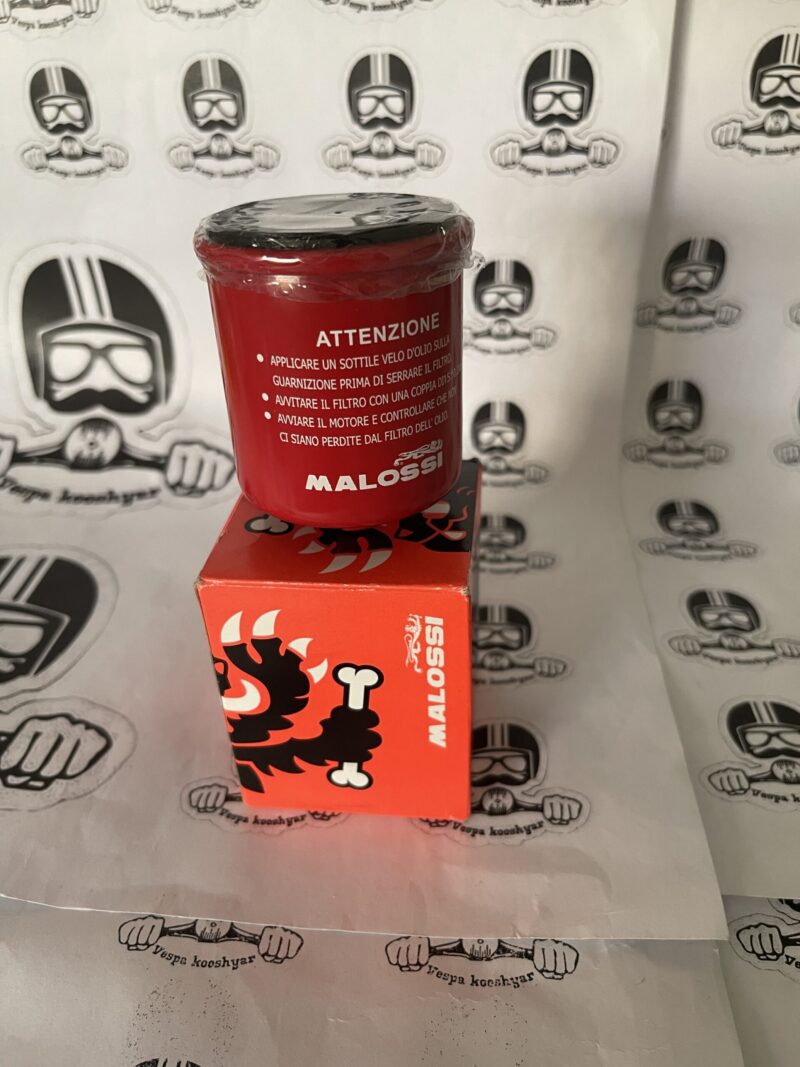 ATTENZIONE
• APPLICARE UN SOTTILE VELO D'OLIO SULLA
GUARNIZIONE PRIMA DI SERRARE IL FILTRO.
• AVVITARE IL FILTRO CON UNA COPPIA DI
• AVVIARE IL MOTORE E CONTROLLARE CHE NON
CI SIANO PERDITE DAL FILTRO DELL' OLIO.
MALOSSI
MALOSSI
Vespa kooshyar
Vespa kooshyar
Vespa kooshyar
Vespa kooshyar